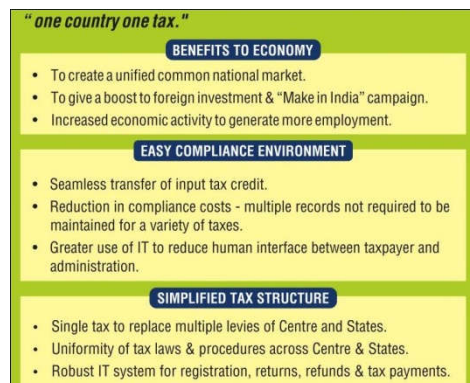 “ one country one tax."
BENEFITS TO ECONOMY
• To create a unified common national market.
• To give a boost to foreign investment & “Make in India” campaign.
• Increased economic activity to generate more employment.
EASY COMPLIANCE ENVIRONMENT
• Seamless transfer of input tax credit.
• Reduction in compliance costs - multiple records not required to be
maintained for a variety of taxes.
• Greater use of IT to reduce human interface between taxpayer and
administration.
SIMPLIFIED TAX STRUCTURE
• Single tax to replace multiple levies of Centre and States.
• Uniformity of tax laws & procedures across Centre & States.
• Robust IT system for registration, returns, refunds & tax payments.